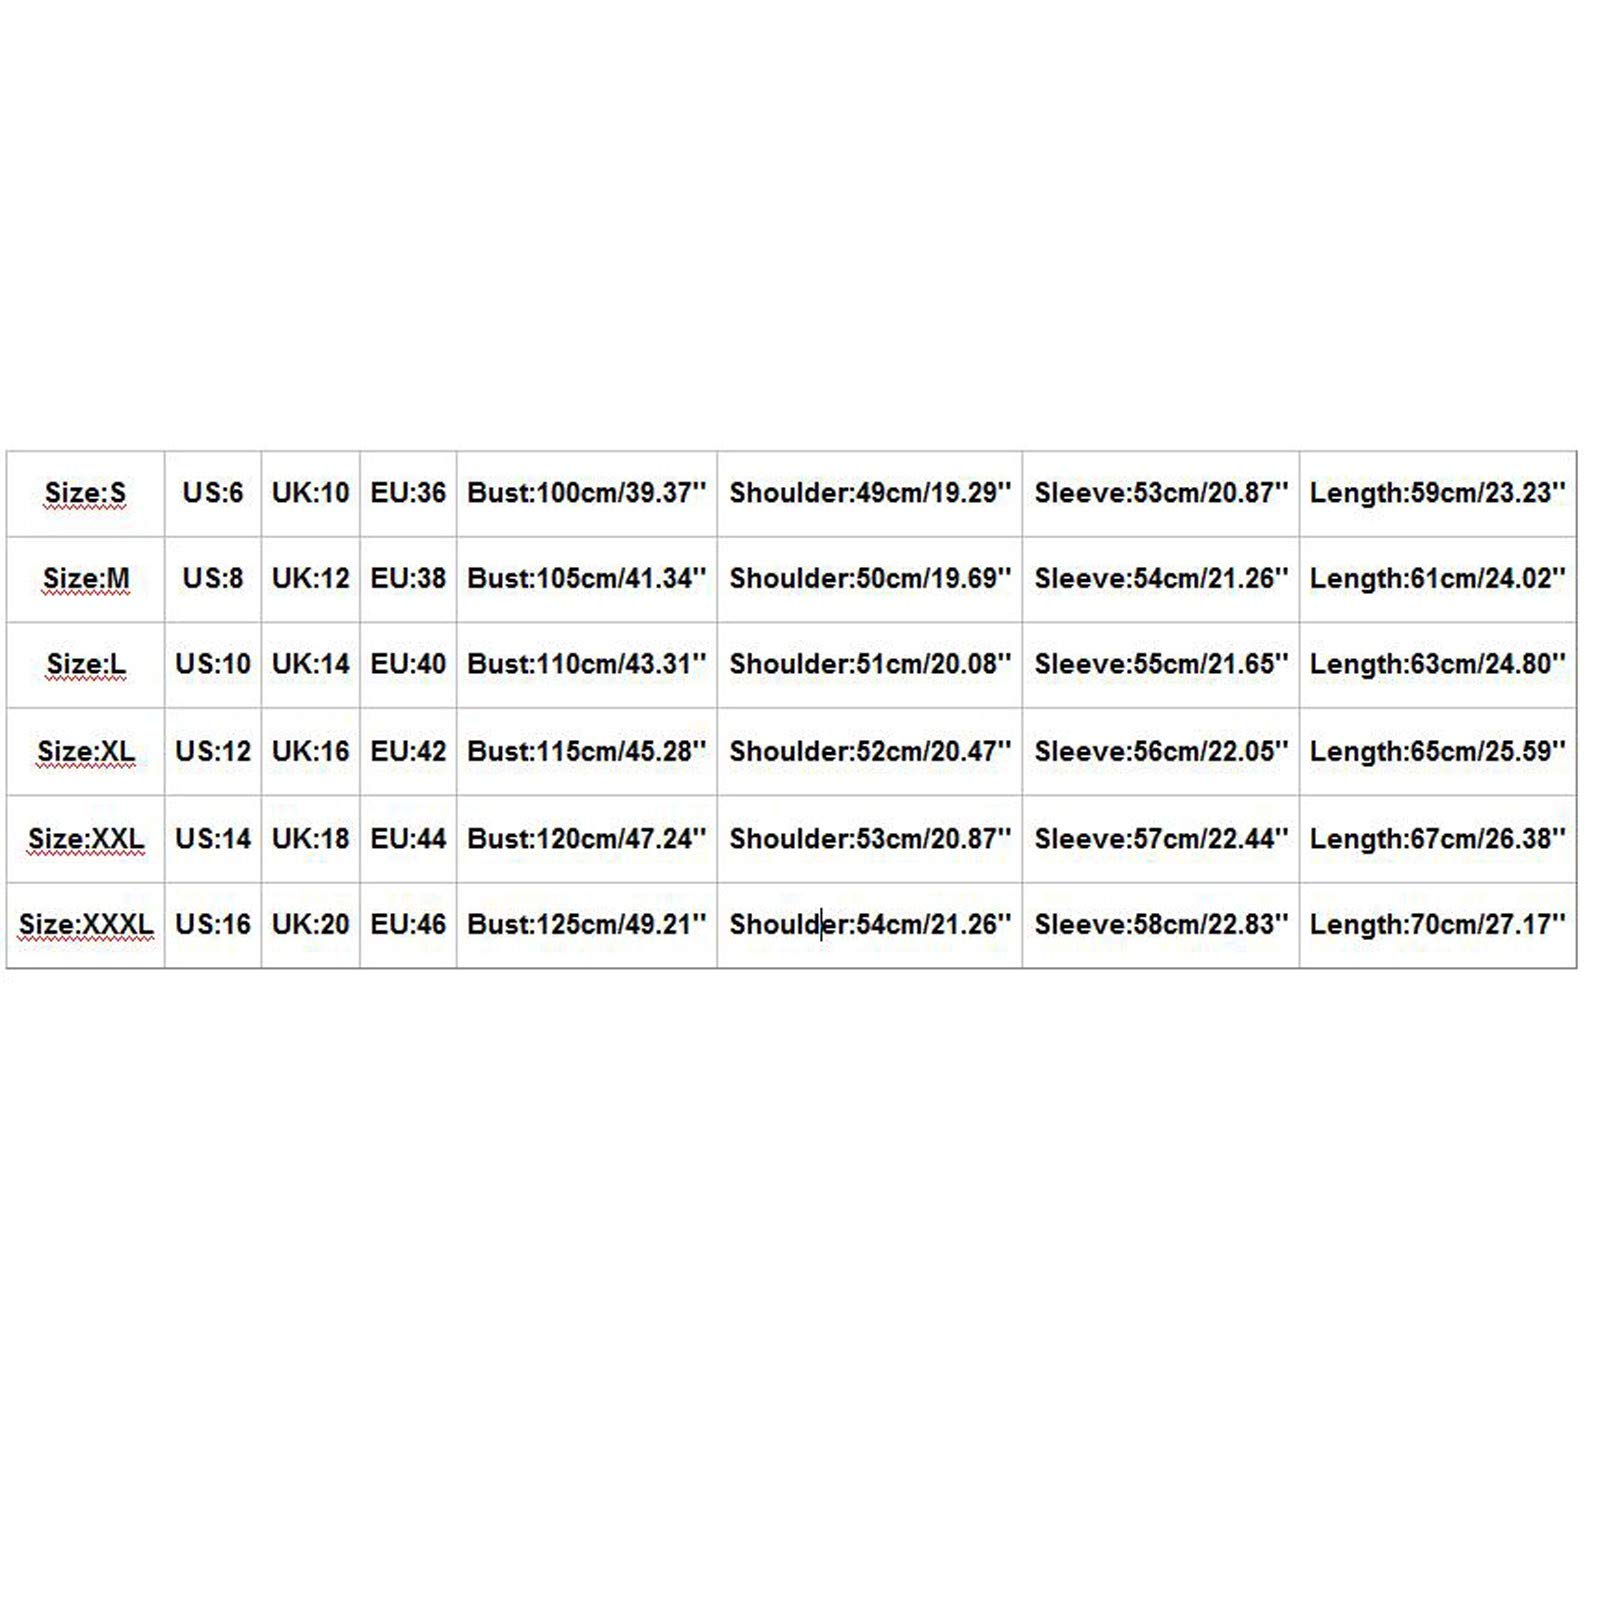 Size:S US:6 UK:10 EU:36 Bust:100cm/39.37'' Shoulder:49cm/19.29'' Sleeve:53cm/20.87'' Length:59cm/23.23''
Size:M US:8 UK:12 EU:38 Bust:105cm/41.34'' Shoulder:50cm/19.69'' Sleeve:54cm/21.26'' Length:61cm/24.02''
Size:L US:10 UK:14 EU:40 Bust:110cm/43.31'' Shoulder:51cm/20.08'' Sleeve:55cm/21.65'' Length:63cm/24.80''
Size:XL US:12 UK:16 EU:42 Bust:115cm/45.28'' Shoulder:52cm/20.47'' Sleeve:56cm/22.05'' Length:65cm/25.59''
Size:XXL US:14 UK:18 EU:44 Bust:120cm/47.24'' Shoulder:53cm/20.87'' Sleeve:57cm/22.44'' Length:67cm/26.38''
Size:XXXL US:16 UK:20 EU:46 Bust:125cm/49.21'' Shoulder:54cm/21.26'' Sleeve:58cm/22.83'' Length:70cm/27.17''